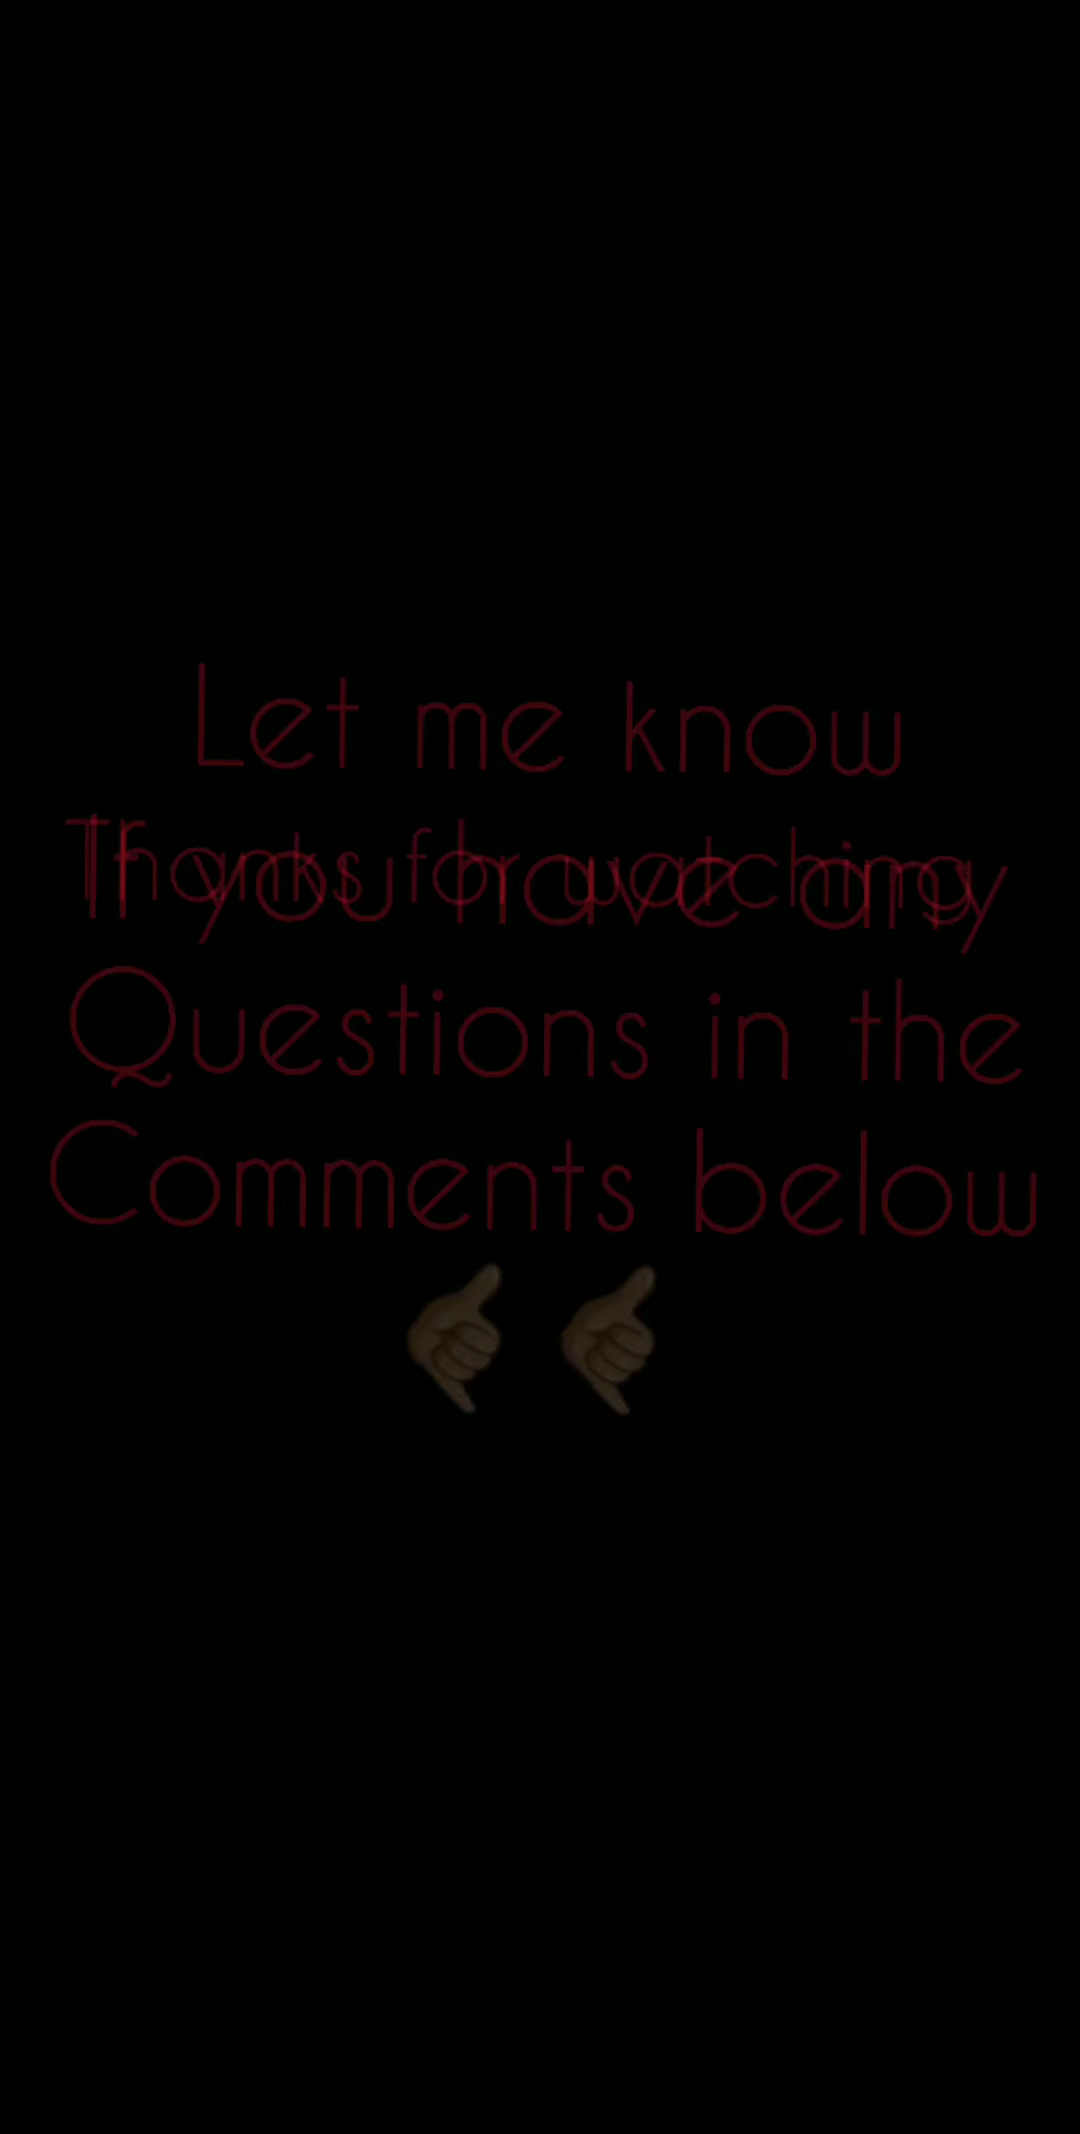 Let me know
Thanks for watching
If you have any
Questions in the
Comments below
🤙🏾 🤙🏾